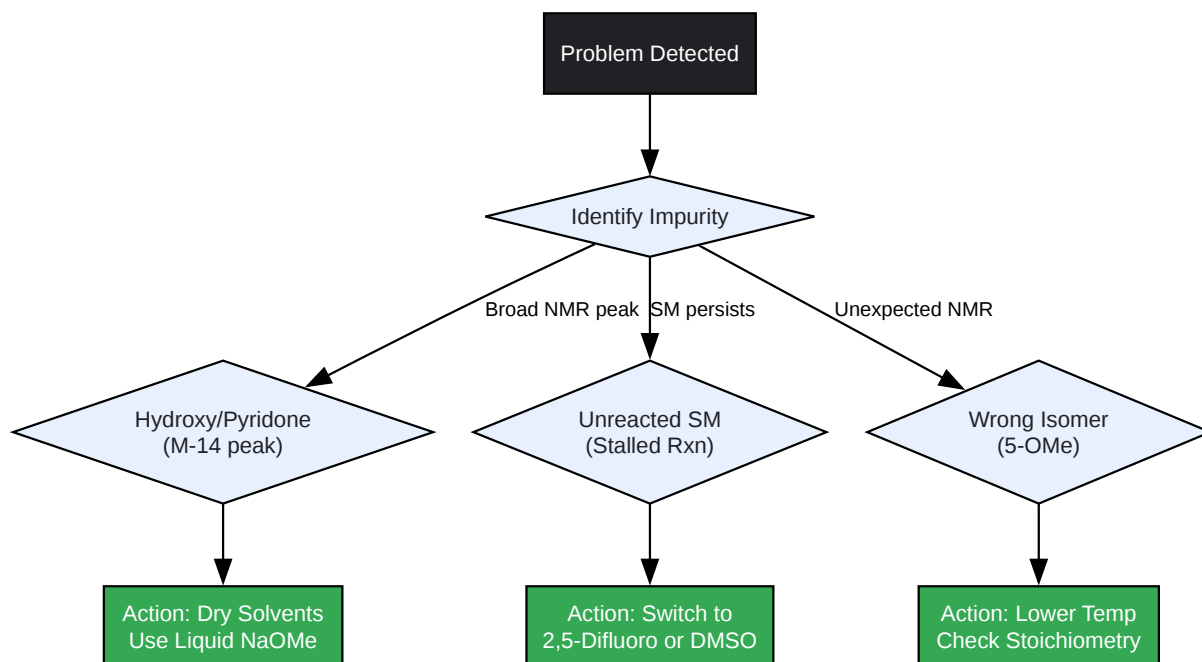 Problem Detected
Identify Impurity
Broad NMR peak
SM persists
Unexpected NMR
Hydroxy/Pyridone
(M-14 peak)
Unreacted SM
(Stalled Rxn)
Wrong Isomer
(5-OMe)
Action: Dry Solvents
Use Liquid NaOMe
Action: Switch to
2,5-Difluoro or DMSO
Action: Lower Temp
Check Stoichiometry